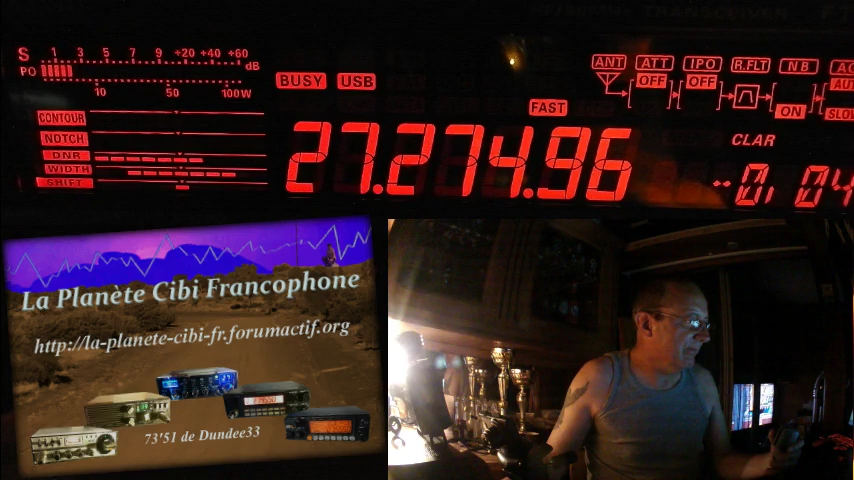 S 1 3 5 7 9 +20 +40 +60 dB
PO
10 50 100W
BUSY USB
ANT ATT IPO R.FLT NB
OFF OFF AUT
ON SLOW
FAST
CONTOUR
NOTCH
DNR
WIDTH
SHIFT
27.274.96
CLAR
-0.04
La Planète Cibi Francophone
http://la-planete-cibi-fr.forumactif.org
73'51 de Dundee33